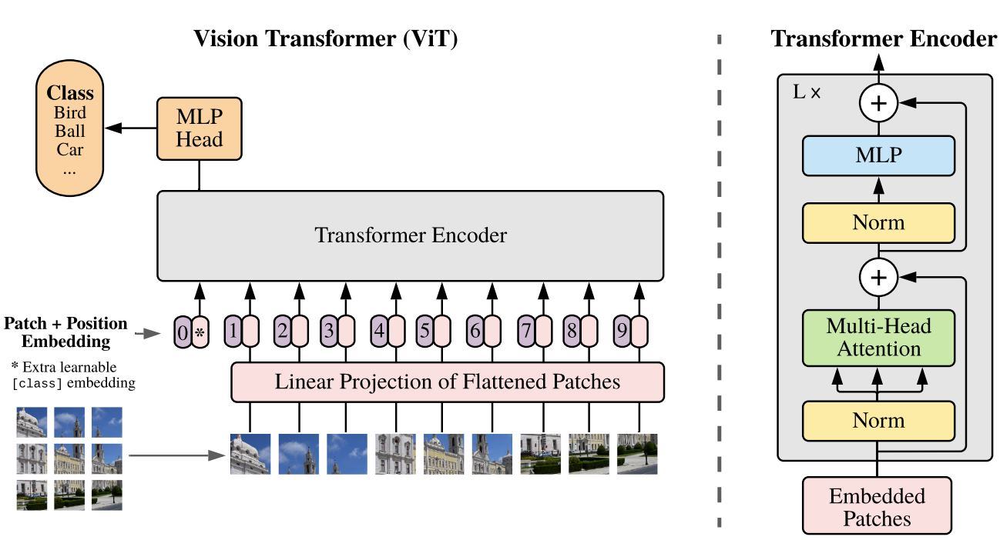 Vision Transformer (ViT)
Class
Bird
Ball
Car
...
MLP
Head
Transformer Encoder
Patch + Position
Embedding
0 * 1 2 3 4 5 6 7 8 9
* Extra learnable
[class] embedding
Linear Projection of Flattened Patches
Transformer Encoder
L x
+
MLP
Norm
+
Multi-Head
Attention
Norm
Embedded
Patches